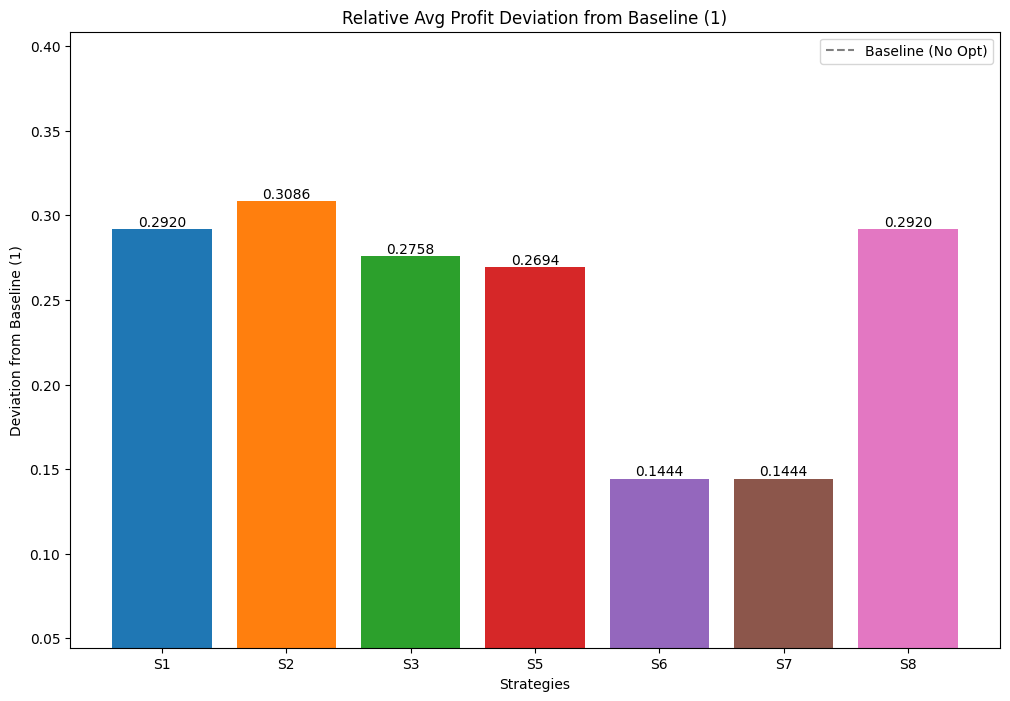 Relative Avg Profit Deviation from Baseline (1)
Baseline (No Opt)
Deviation from Baseline (1)
0.40
0.35
0.30
0.25
0.20
0.15
0.10
0.05
0.2920
0.3086
0.2758
0.2694
0.1444
0.1444
0.2920
S1
S2
S3
S5
S6
S7
S8
Strategies